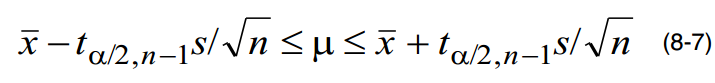 x̄ − t_{α/2,n−1}s/√n ≤ μ ≤ x̄ + t_{α/2,n−1}s/√n (8-7)